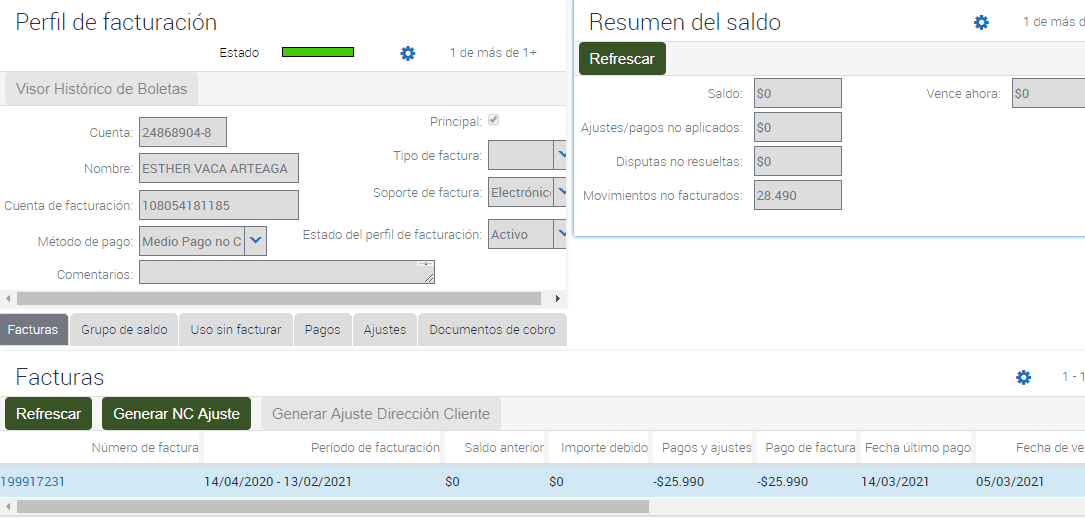 Perfil de facturación
Estado
1 de más de 1+
Visor Histórico de Boletas
Cuenta: 24868904-8
Principal:
Nombre: ESTHER VACA ARTEAGA
Tipo de factura:
Cuenta de facturación: 108054181185
Soporte de factura: Electrónic
Método de pago: Medio Pago no C
Estado del perfil de facturación: Activo
Comentarios:
Resumen del saldo
1 de más d
Refrescar
Saldo: $0
Vence ahora: $0
Ajustes/pagos no aplicados: $0
Disputas no resueltas: $0
Movimientos no facturados: 28.490
Facturas
Grupo de saldo
Uso sin facturar
Pagos
Ajustes
Documentos de cobro
Facturas
1 - 1
Refrescar
Generar NC Ajuste
Generar Ajuste Dirección Cliente
Número de factura Período de facturación Saldo anterior Importe debido Pagos y ajustes Pago de factura Fecha último pago Fecha de ve
199917231 14/04/2020 - 13/02/2021 $0 $0 -$25.990 -$25.990 14/03/2021 05/03/2021